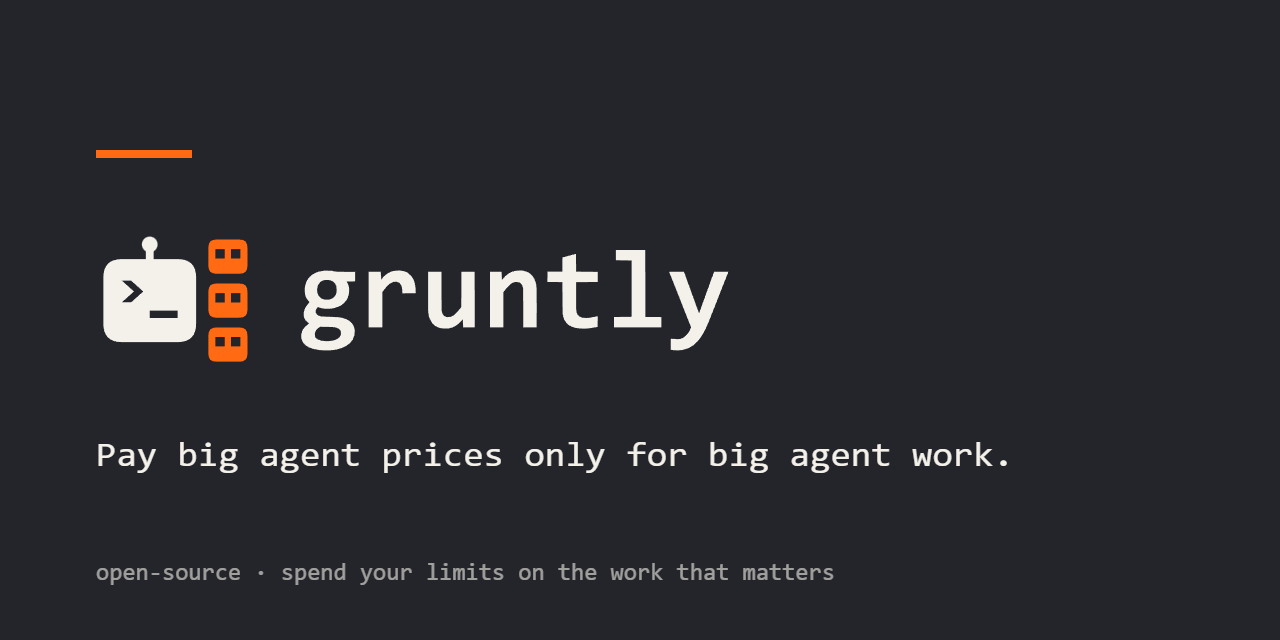 >_
gruntly
Pay big agent prices only for big agent work.
open-source · spend your limits on the work that matters